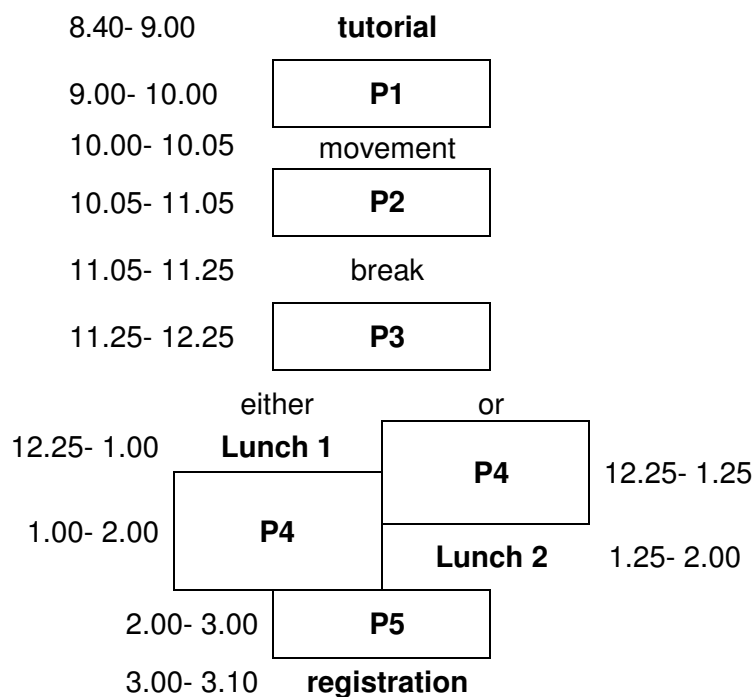 8.40- 9.00 tutorial
9.00- 10.00 P1
10.00- 10.05 movement
10.05- 11.05 P2
11.05- 11.25 break
11.25- 12.25 P3
either or
12.25- 1.00 Lunch 1 P4 12.25- 1.25
1.00- 2.00 P4 Lunch 2 1.25- 2.00
2.00- 3.00 P5
3.00- 3.10 registration